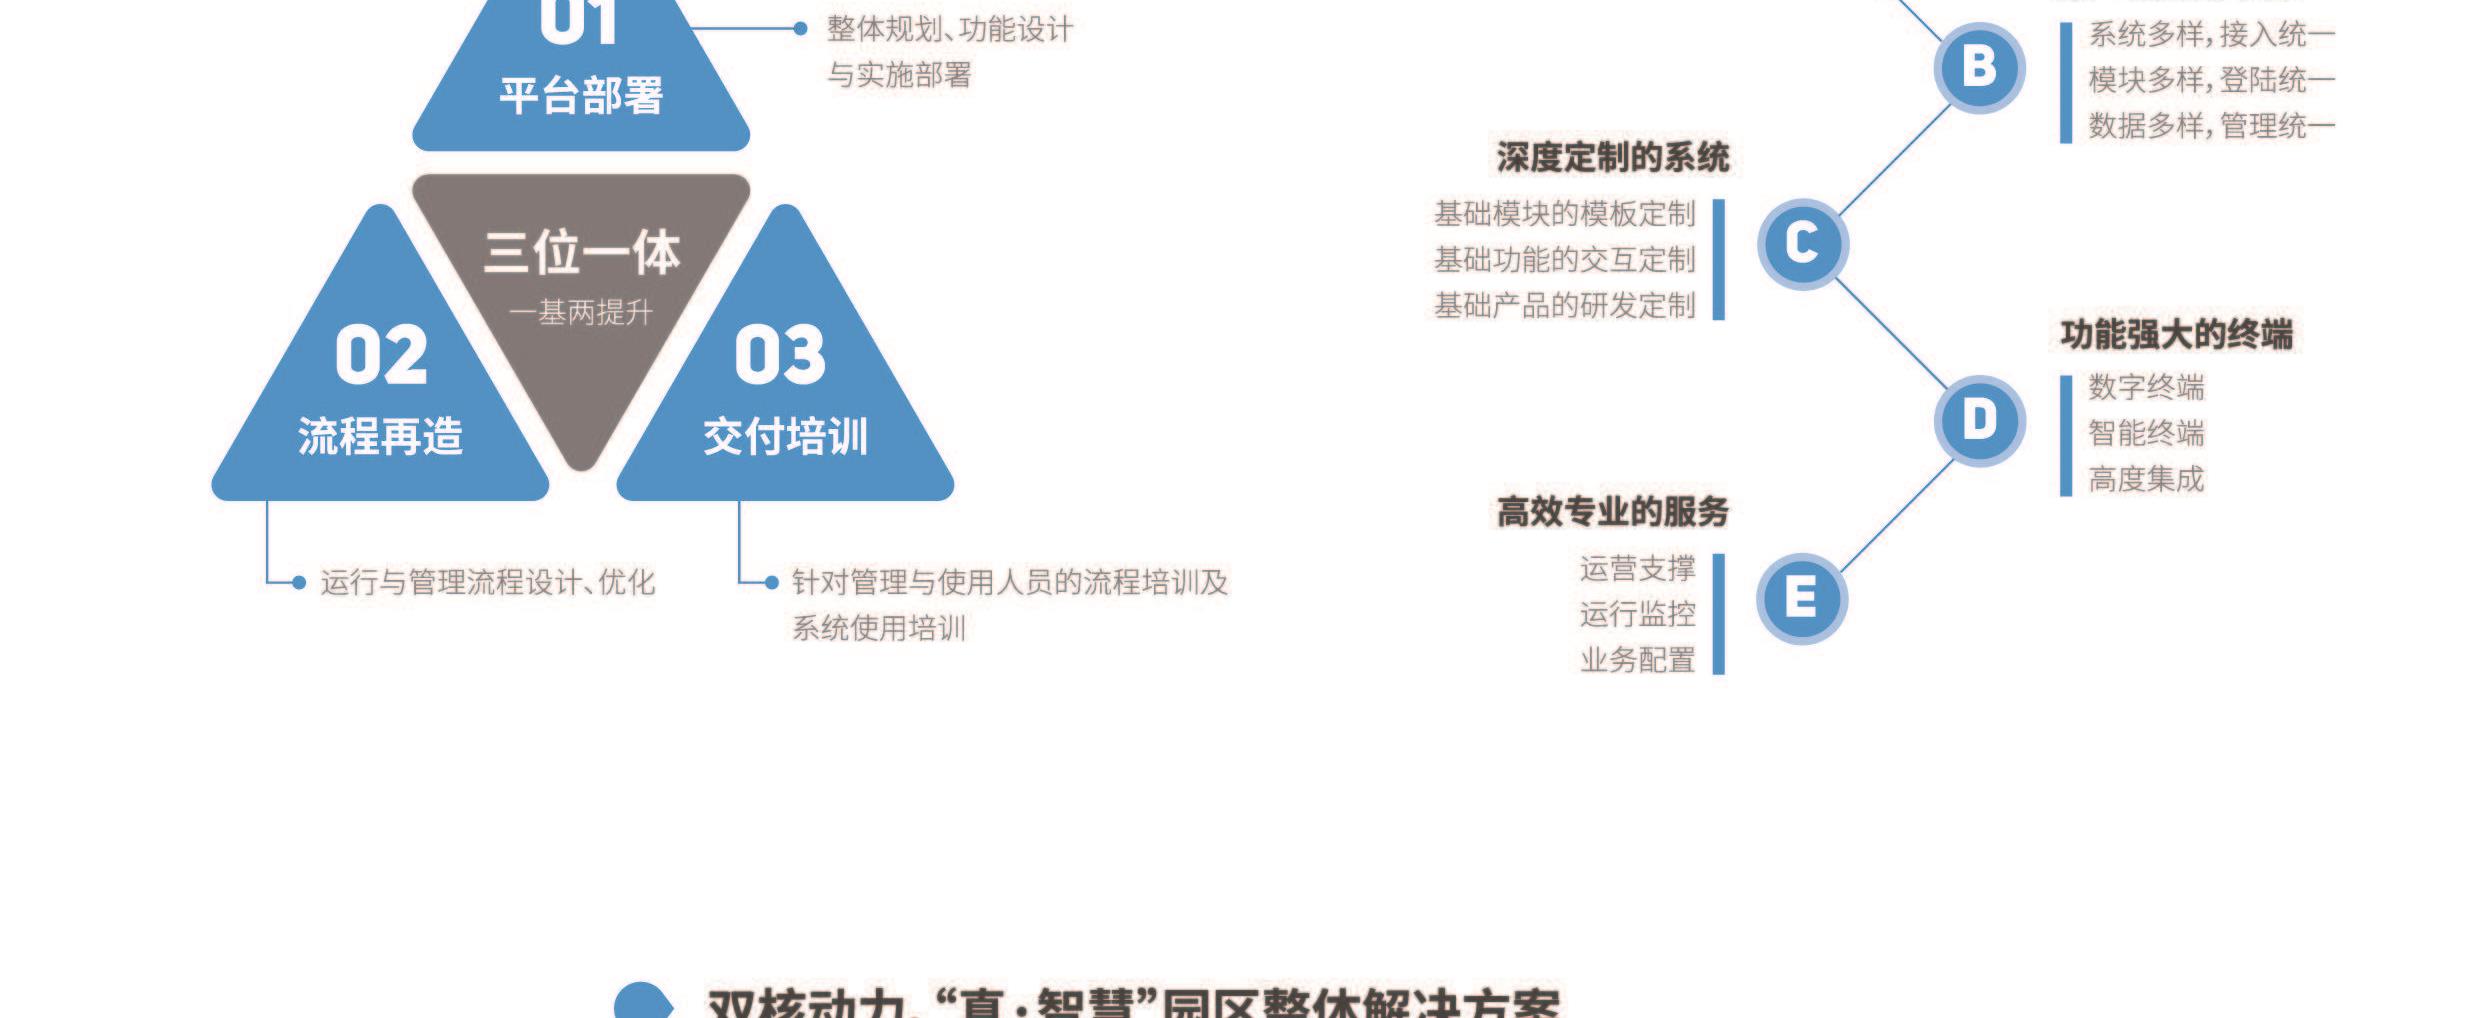 01
平台部署
整体规划、功能设计
与实施部署
三位一体
一基两提升
02
流程再造
03
交付培训
运行与管理流程设计、优化
针对管理与使用人员的流程培训及
系统使用培训
B
系统多样，接入统一
模块多样，登陆统一
数据多样，管理统一
深度定制的系统
基础模块的模板定制
基础功能的交互定制
基础产品的研发定制
C
功能强大的终端
D
数字终端
智能终端
高度集成
高效专业的服务
运营支撑
运行监控
业务配置
E
双核动力、“真·智慧”园区整体解决方案